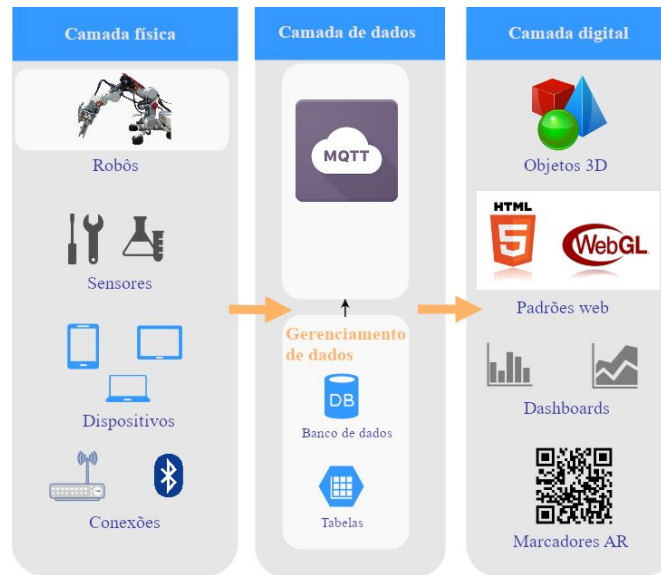 Camada física
Robôs
Sensores
Dispositivos
Conexões
Camada de dados
MQTT
Gerenciamento
de dados
DB
Banco de dados
Tabelas
Camada digital
Objetos 3D
HTML
5
WebGL
Padrões web
Dashboards
Marcadores AR